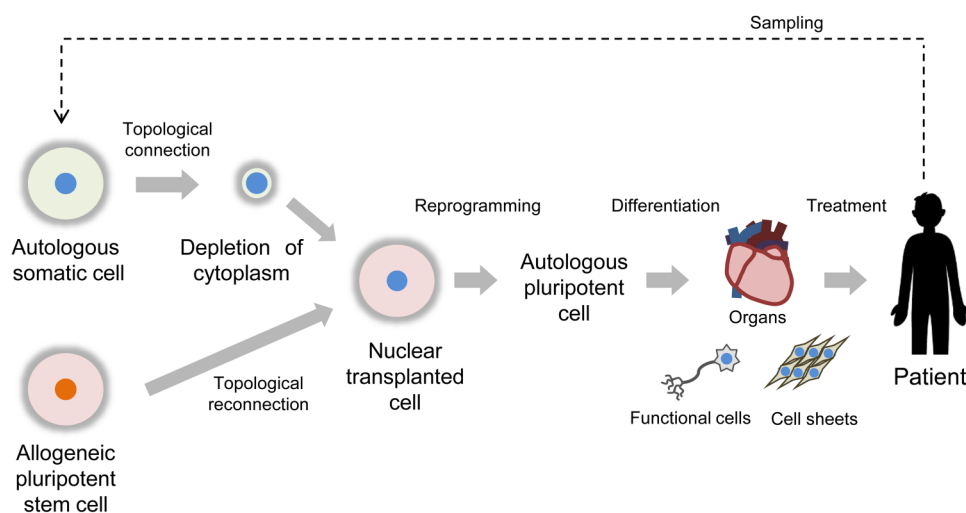 Sampling
Topological
connection
Autologous
somatic cell
Depletion of
cytoplasm
Reprogramming
Differentiation
Treatment
Autologous
pluripotent
cell
Organs
Nuclear
transplanted
cell
Topological
reconnection
Functional cells
Cell sheets
Patient
Allogeneic
pluripotent
stem cell